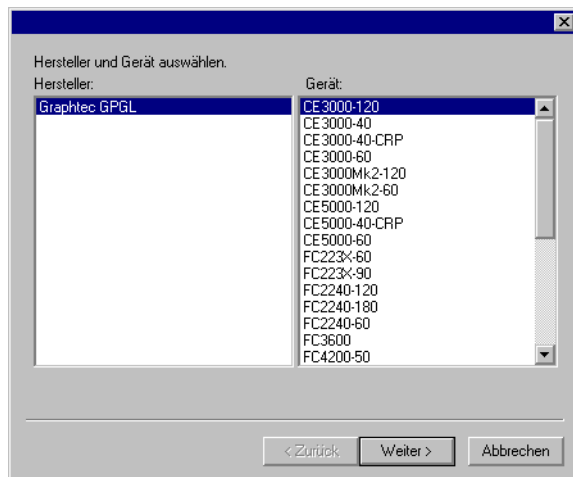 Hersteller und Gerät auswählen.
Hersteller:
Gerät:
Graphtec GPGL
CE3000-120
CE3000-40
CE3000-40-CRP
CE3000-60
CE3000Mk2-120
CE3000Mk2-60
CE5000-120
CE5000-40-CRP
CE5000-60
FC223X-60
FC223X-90
FC2240-120
FC2240-180
FC2240-60
FC3600
FC4200-50
< Zurück
Weiter >
Abbrechen